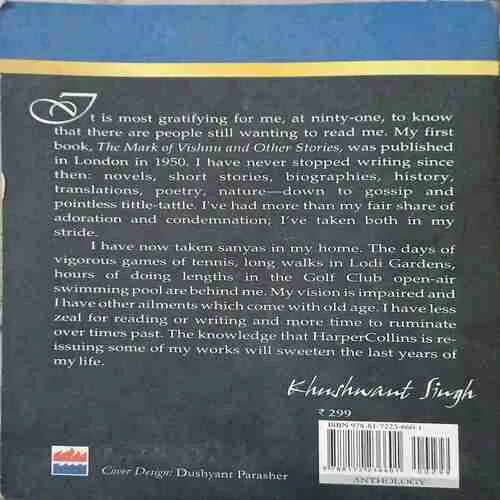 It is most gratifying for me, at ninety-one, to know
that there are people still wanting to read me. My first
book, The Mark of Vishnu and Other Stories, was published
in London in 1950. I have never stopped writing since
then: novels, short stories, biographies, history,
translations, poetry, nature—down to gossip and
pointless tittle-tattle. I've had more than my fair share of
adoration and condemnation; I've taken both in my
stride.
I have now taken sanyas in my home. The days of
vigorous games of tennis, long walks in Lodi Gardens,
hours of doing lengths in the Golf Club open-air
swimming pool are behind me. My vision is impaired and
I have other ailments which come with old age. I have less
zeal for reading or writing and more time to ruminate
over times past. The knowledge that HarperCollins is re-
issuing some of my works will sweeten the last years of
my life.
Khushwant Singh
₹ 299
ISBN 978-81-7223-660-1
Cover Design: Dushyant Parasher
ANTHOLOGY